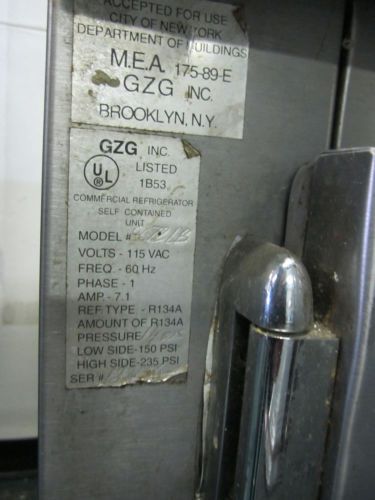 ACCEPTED FOR USE
CITY OF NEW YORK
DEPARTMENT OF BUILDINGS
M.E.A. 175-89-E
GZG INC.
BROOKLYN, N.Y.
GZG INC.
UL
®
LISTED
1B53
COMMERCIAL REFRIGERATOR
SELF CONTAINED
UNIT
MODEL #
VOLTS - 115 VAC
FREQ. - 60 Hz
PHASE - 1
AMP - 7.1
REF TYPE - R134A
AMOUNT OF R134A
PRESSURE
LOW SIDE-150 PSI
HIGH SIDE-235 PSI
SER #